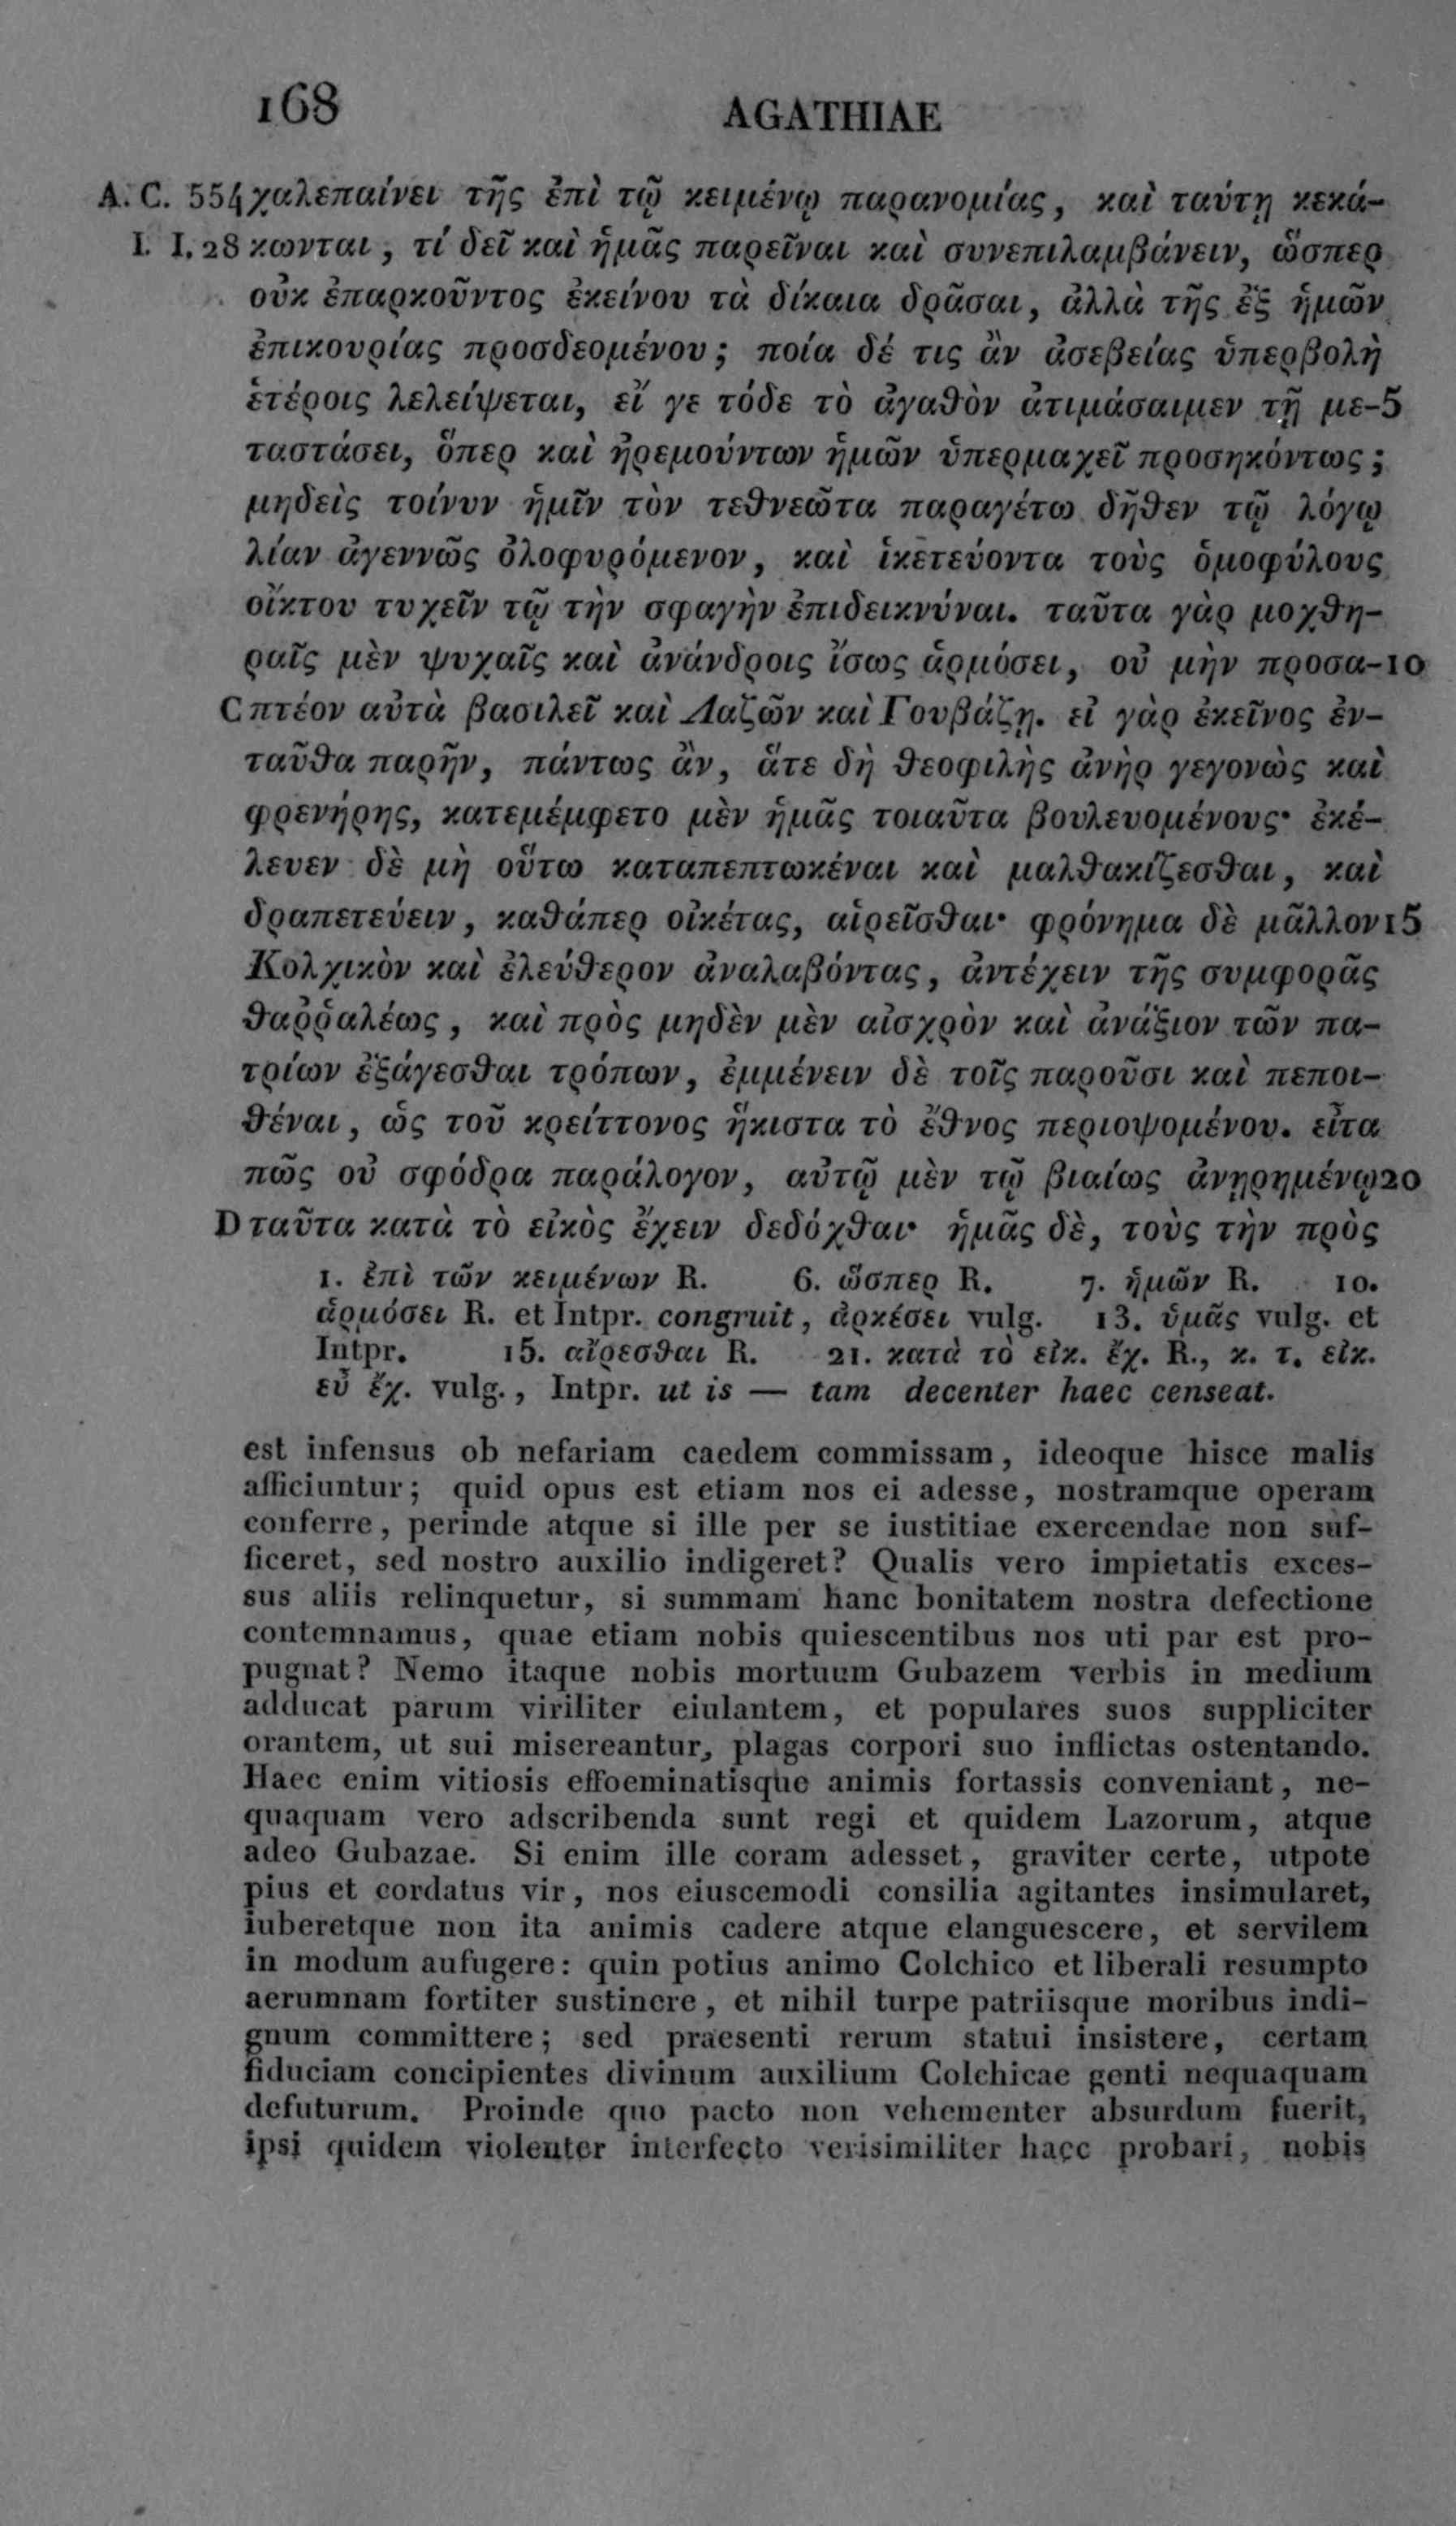 168 AGATHIAE
A. C. 554 χαλεπαίνει τῆς ἐπὶ τῷ κειμένῳ παρανομίας, καὶ ταύτῃ κεκά-
I. I. 28 κωνται, τί δεῖ καὶ ἡμᾶς παρεῖναι καὶ συνεπιλαμβάνειν, ὥσπερ
οὐκ ἐπαρκοῦντος ἐκείνου τὰ δίκαια δρᾶσαι, ἀλλὰ τῆς ἐξ ἡμῶν
ἐπικουρίας προσδεομένου; ποία δέ τις ἂν ἀσεβείας ὑπερβολὴ
ἑτέροις λελείψεται, εἴ γε τόδε τὸ ἀγαθὸν ἀτιμάσαιμεν τῇ με-5
ταστάσει, ὅπερ καὶ ἠρεμούντων ἡμῶν ὑπερμαχεῖ προσηκόντως;
μηδεὶς τοίνυν ἡμῖν τὸν τεθνεῶτα παραγέτω δῆθεν τῷ λόγῳ
λίαν ἀγεννῶς ὀλοφυρόμενον, καὶ ἱκετεύοντα τοὺς ὁμοφύλους
οἴκτου τυχεῖν τῷ τὴν σφαγὴν ἐπιδεικνύναι. ταῦτα γὰρ μοχθη-
ραῖς μὲν ψυχαῖς καὶ ἀνάνδροις ἴσως ἁρμόσει, οὐ μὴν προσα-10
C πτέον αὐτὰ βασιλεῖ καὶ Λαζῶν καὶ Γουβάζῃ. εἰ γὰρ ἐκεῖνος ἐν-
ταῦθα παρῆν, πάντως ἂν, ἅτε δὴ θεοφιλὴς ἀνὴρ γεγονὼς καὶ
φρενήρης, κατεμέμφετο μὲν ἡμᾶς τοιαῦτα βουλευομένους· ἐκέ-
λευεν δὲ μὴ οὕτω καταπεπτωκέναι καὶ μαλθακίζεσθαι, καὶ
δραπετεύειν, καθάπερ οἰκέτας, αἱρεῖσθαι· φρόνημα δὲ μᾶλλον 15
Κολχικὸν καὶ ἐλεύθερον ἀναλαβόντας, ἀντέχειν τῆς συμφορᾶς
θαῤῥαλέως, καὶ πρὸς μηδὲν μὲν αἰσχρὸν καὶ ἀνάξιον τῶν πα-
τρίων ἐξάγεσθαι τρόπων, ἐμμένειν δὲ τοῖς παροῦσι καὶ πεποι-
θέναι, ὡς τοῦ κρείττονος ἥκιστα τὸ ἔθνος περιοψομένου. εἶτα
πῶς οὐ σφόδρα παράλογον, αὐτῷ μὲν τῷ βιαίως ἀνῃρημένῳ 20
D ταῦτα κατὰ τὸ εἰκὸς ἔχειν δεδόχθαι· ἡμᾶς δὲ, τοὺς τὴν πρὸς
1. ἐπὶ τῶν κειμένων R. 6. ὥσπερ R. 7. ἡμῶν R. 10.
ἁρμόσει R. et Intpr. congruit, ἀρκέσει vulg. 13. ὑμᾶς vulg. et
Intpr. 15. αἴρεσθαι R. 21. κατὰ τὸ εἰκ. ἔχ. R., κ. τ. εἰκ.
εὖ ἔχ. vulg., Intpr. ut is — tam decenter haec censeat.
est infensus ob nefariam caedem commissam, ideoque hisce malis
afficiuntur; quid opus est etiam nos ei adesse, nostramque operam
conferre, perinde atque si ille per se iustitiae exercendae non suf-
ficeret, sed nostro auxilio indigeret? Qualis vero impietatis exces-
sus aliis relinquetur, si summam hanc bonitatem nostra defectione
contemnamus, quae etiam nobis quiescentibus nos uti par est pro-
pugnat? Nemo itaque nobis mortuum Gubazem verbis in medium
adducat parum viriliter eiulantem, et populares suos suppliciter
orantem, ut sui misereantur, plagas corpori suo inflictas ostentando.
Haec enim vitiosis effoeminatisque animis fortassis conveniant, ne-
quaquam vero adscribenda sunt regi et quidem Lazorum, atque
adeo Gubazae. Si enim ille coram adesset, graviter certe, utpote
pius et cordatus vir, nos eiuscemodi consilia agitantes insimularet,
iuberetque non ita animis cadere atque elanguescere, et servilem
in modum aufugere: quin potius animo Colchico et liberali resumpto
aerumnam fortiter sustinere, et nihil turpe patriisque moribus indi-
gnum committere; sed praesenti rerum statui insistere, certam
fiduciam concipientes divinum auxilium Colchicae genti nequaquam
defuturum. Proinde quo pacto non vehementer absurdum fuerit,
ipsi quidem violenter interfecto verisimiliter haec probari, nobis